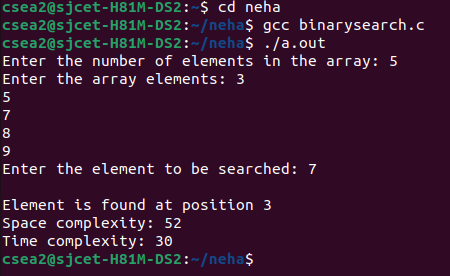 csea2@sjcet-H81M-DS2:~$ cd neha
csea2@sjcet-H81M-DS2:~/neha$ gcc binarysearch.c
csea2@sjcet-H81M-DS2:~/neha$ ./a.out
Enter the number of elements in the array: 5
Enter the array elements: 3
5
7
8
9
Enter the element to be searched: 7
Element is found at position 3
Space complexity: 52
Time complexity: 30
csea2@sjcet-H81M-DS2:~/neha$